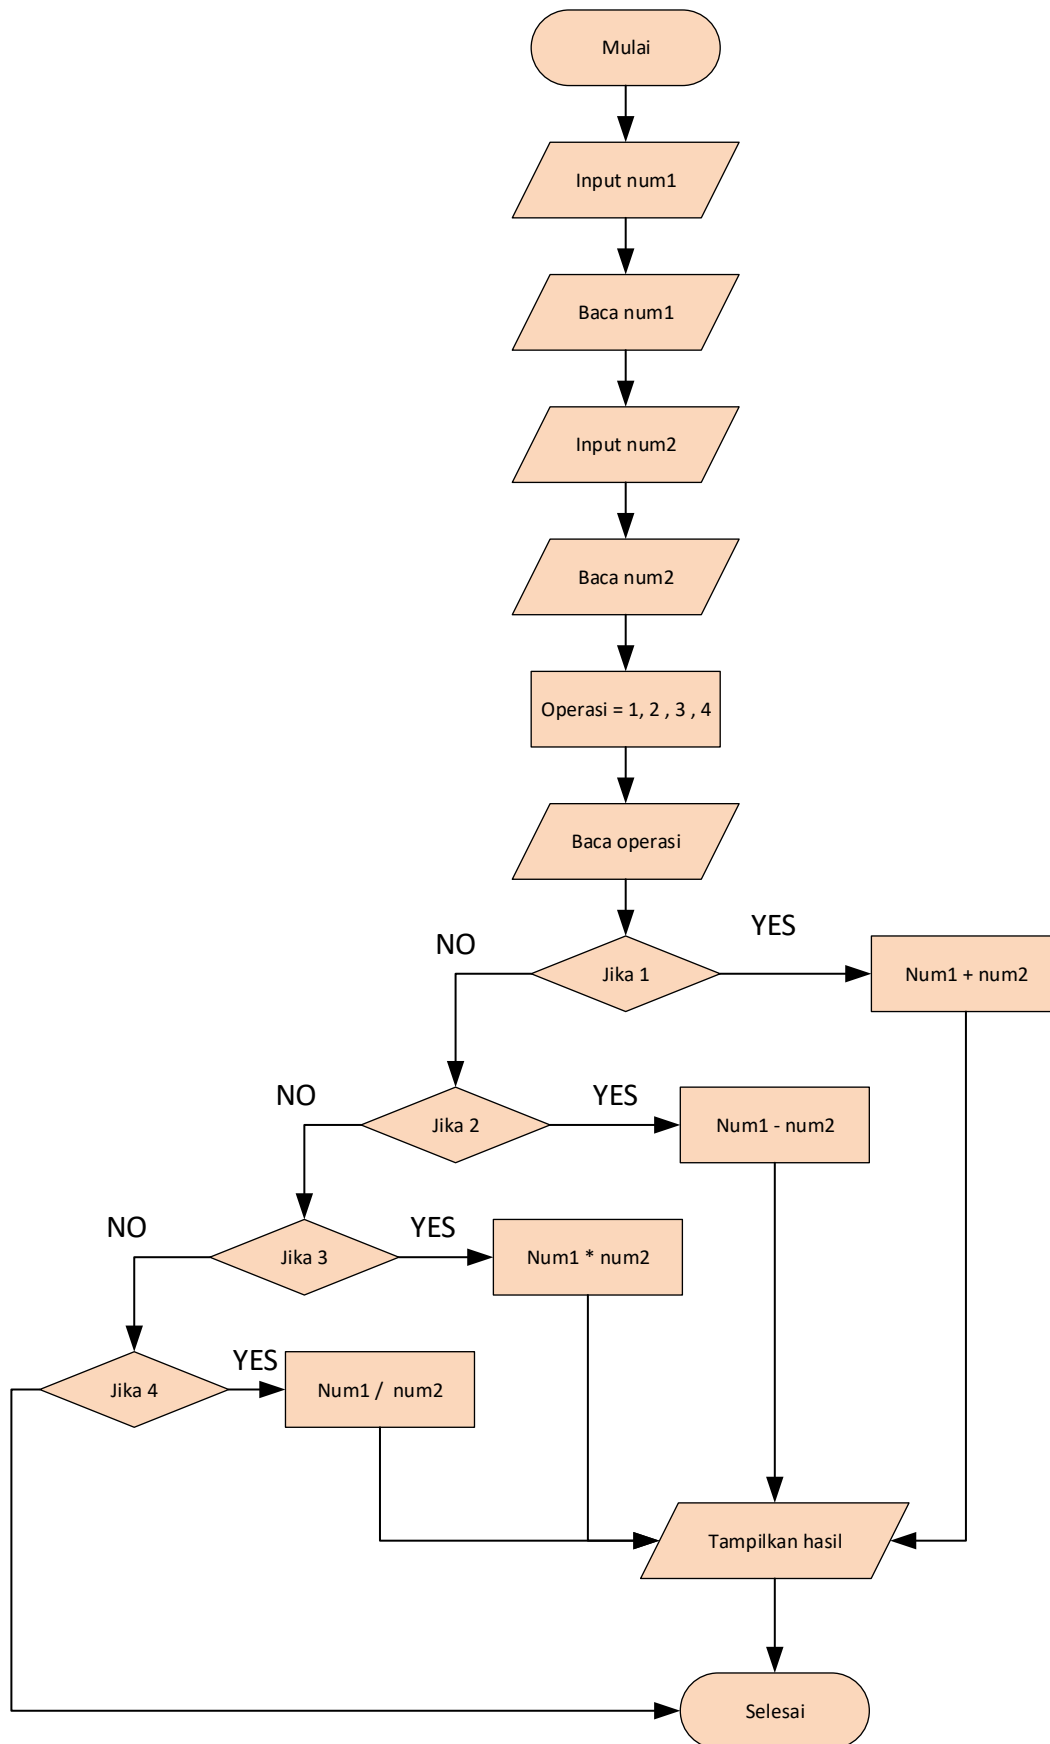 Mulai
Input num1
Baca num1
Input num2
Baca num2
Operasi = 1, 2 , 3 , 4
Baca operasi
YES
NO
Jika 1
Num1 + num2
NO
YES
Jika 2
Num1 - num2
NO
YES
Jika 3
Num1 * num2
YES
Jika 4
Num1 /  num2
Tampilkan hasil
Selesai